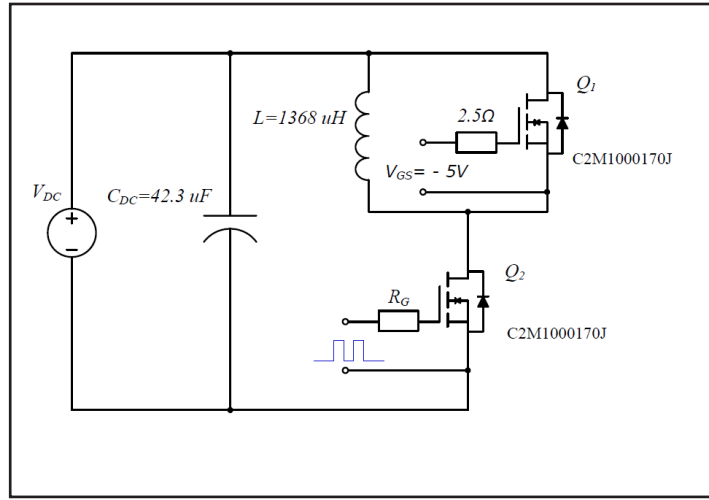 Q1
2.5Ω
L=1368 uH
C2M1000170J
VGS= - 5V
VDC
CDC=42.3 uF
+
−
Q2
RG
C2M1000170J